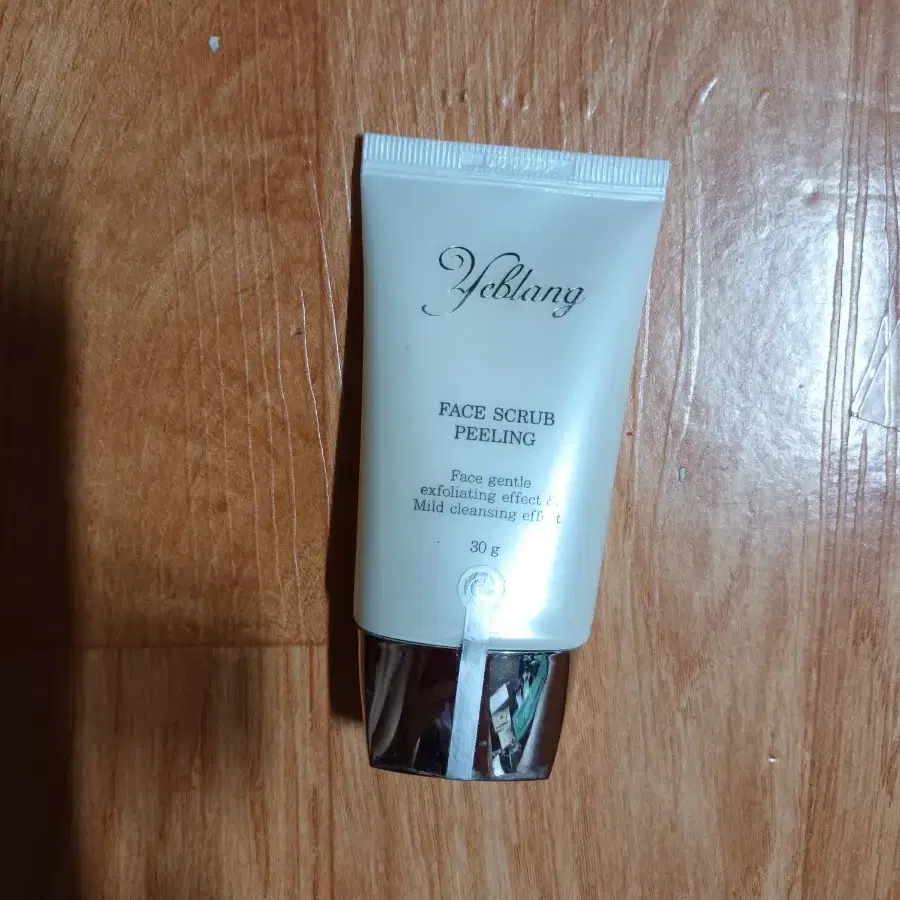 Yeblang
FACE SCRUB
PEELING
Face gentle
exfoliating effect
Mild cleansing
30 g